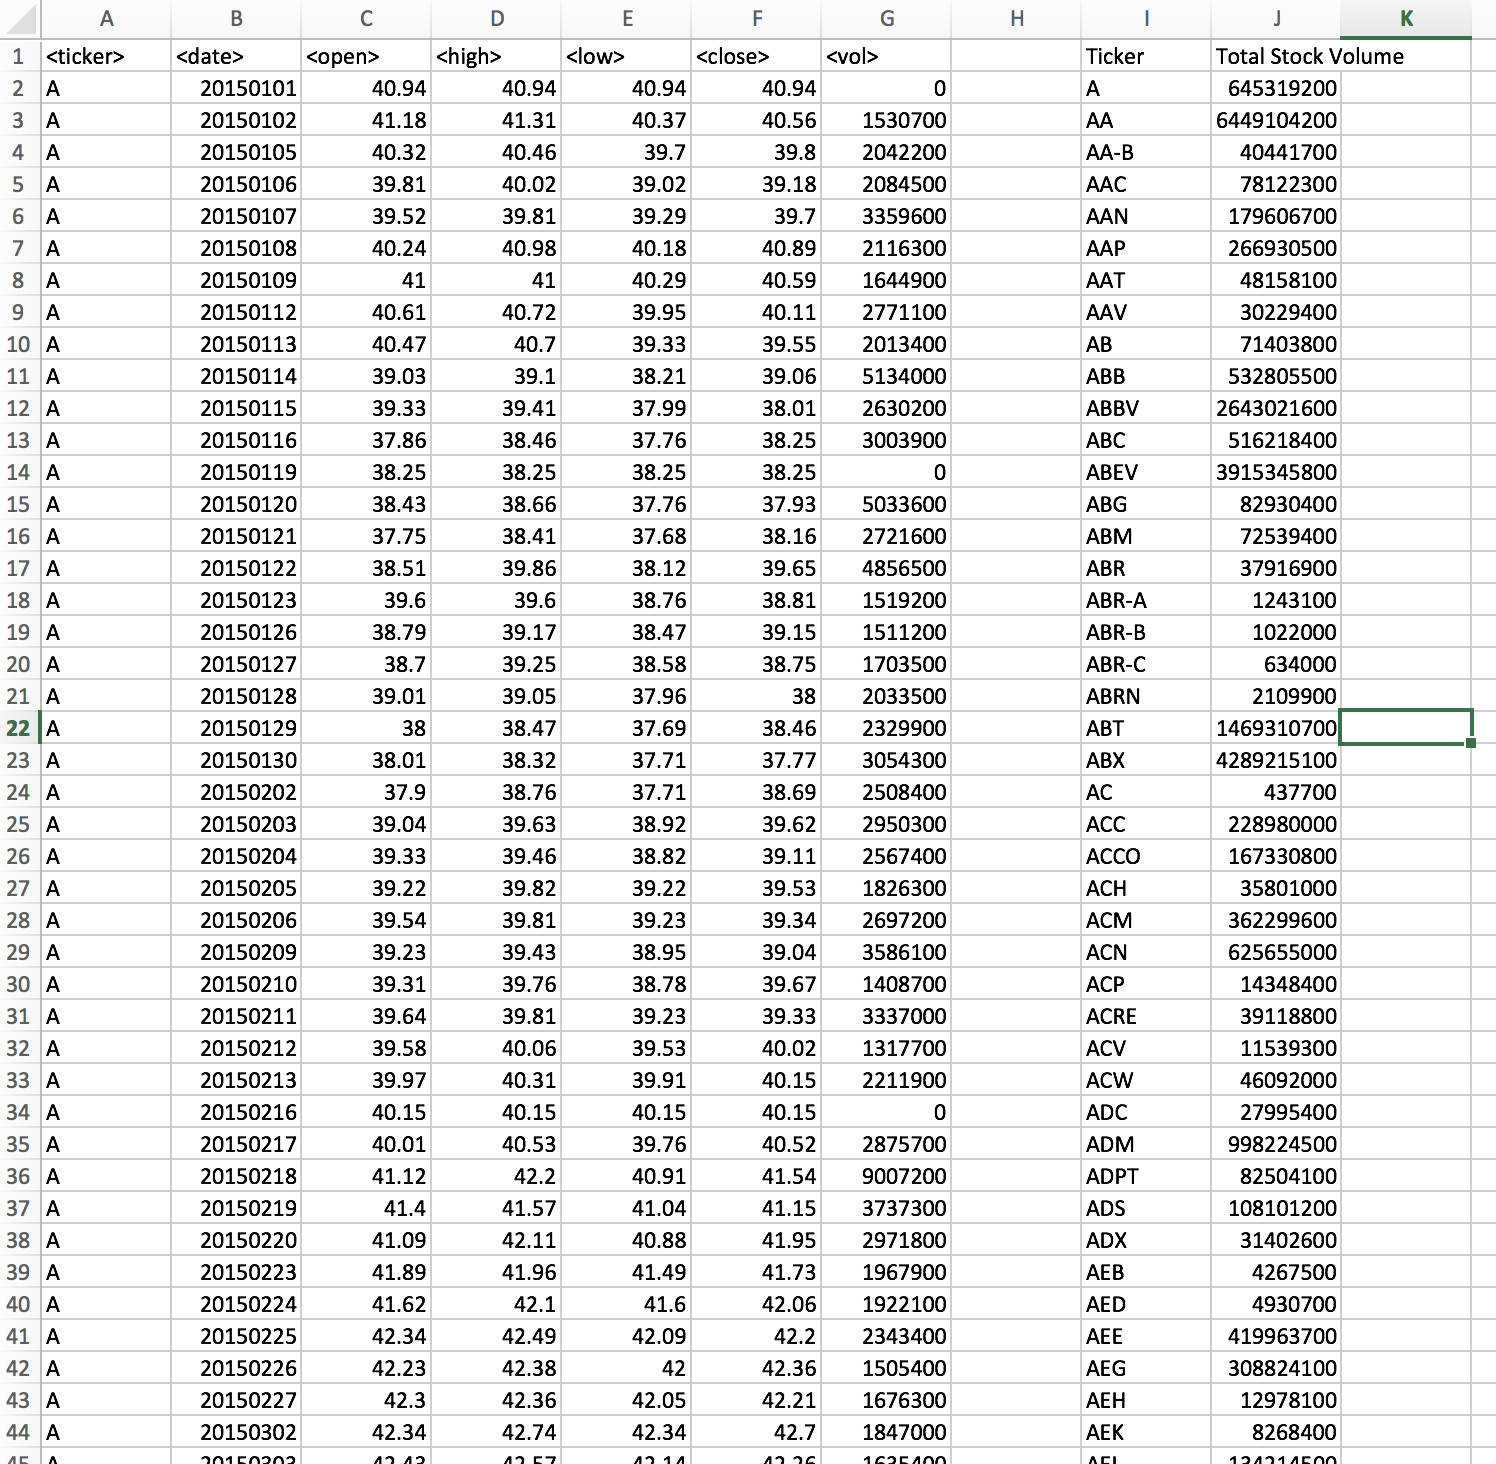 A B C D E F G H I J K
1 <ticker> <date> <open> <high> <low> <close> <vol> Ticker Total Stock Volume
2 A 20150101 40.94 40.94 40.94 40.94 0 A 645319200
3 A 20150102 41.18 41.31 40.37 40.56 1530700 AA 6449104200
4 A 20150105 40.32 40.46 39.7 39.8 2042200 AA-B 40441700
5 A 20150106 39.81 40.02 39.02 39.18 2084500 AAC 78122300
6 A 20150107 39.52 39.81 39.29 39.7 3359600 AAN 179606700
7 A 20150108 40.24 40.98 40.18 40.89 2116300 AAP 266930500
8 A 20150109 41 41 40.29 40.59 1644900 AAT 48158100
9 A 20150112 40.61 40.72 39.95 40.11 2771100 AAV 30229400
10 A 20150113 40.47 40.7 39.33 39.55 2013400 AB 71403800
11 A 20150114 39.03 39.1 38.21 39.06 5134000 ABB 532805500
12 A 20150115 39.33 39.41 37.99 38.01 2630200 ABBV 2643021600
13 A 20150116 37.86 38.46 37.76 38.25 3003900 ABC 516218400
14 A 20150119 38.25 38.25 38.25 38.25 0 ABEV 3915345800
15 A 20150120 38.43 38.66 37.76 37.93 5033600 ABG 82930400
16 A 20150121 37.75 38.41 37.68 38.16 2721600 ABM 72539400
17 A 20150122 38.51 39.86 38.12 39.65 4856500 ABR 37916900
18 A 20150123 39.6 39.6 38.76 38.81 1519200 ABR-A 1243100
19 A 20150126 38.79 39.17 38.47 39.15 1511200 ABR-B 1022000
20 A 20150127 38.7 39.25 38.58 38.75 1703500 ABR-C 634000
21 A 20150128 39.01 39.05 37.96 38 2033500 ABRN 2109900
22 A 20150129 38 38.47 37.69 38.46 2329900 ABT 1469310700
23 A 20150130 38.01 38.32 37.71 37.77 3054300 ABX 4289215100
24 A 20150202 37.9 38.76 37.71 38.69 2508400 AC 437700
25 A 20150203 39.04 39.63 38.92 39.62 2950300 ACC 228980000
26 A 20150204 39.33 39.46 38.82 39.11 2567400 ACCO 167330800
27 A 20150205 39.22 39.82 39.22 39.53 1826300 ACH 35801000
28 A 20150206 39.54 39.81 39.23 39.34 2697200 ACM 362299600
29 A 20150209 39.23 39.43 38.95 39.04 3586100 ACN 625655000
30 A 20150210 39.31 39.76 38.78 39.67 1408700 ACP 14348400
31 A 20150211 39.64 39.81 39.23 39.33 3337000 ACRE 39118800
32 A 20150212 39.58 40.06 39.53 40.02 1317700 ACV 11539300
33 A 20150213 39.97 40.31 39.91 40.15 2211900 ACW 46092000
34 A 20150216 40.15 40.15 40.15 40.15 0 ADC 27995400
35 A 20150217 40.01 40.53 39.76 40.52 2875700 ADM 998224500
36 A 20150218 41.12 42.2 40.91 41.54 9007200 ADPT 82504100
37 A 20150219 41.4 41.57 41.04 41.15 3737300 ADS 108101200
38 A 20150220 41.09 42.11 40.88 41.95 2971800 ADX 31402600
39 A 20150223 41.89 41.96 41.49 41.73 1967900 AEB 4267500
40 A 20150224 41.62 42.1 41.6 42.06 1922100 AED 4930700
41 A 20150225 42.34 42.49 42.09 42.2 2343400 AEE 419963700
42 A 20150226 42.23 42.38 42 42.36 1505400 AEG 308824100
43 A 20150227 42.3 42.36 42.05 42.21 1676300 AEH 12978100
44 A 20150302 42.34 42.74 42.34 42.7 1847000 AEK 8268400